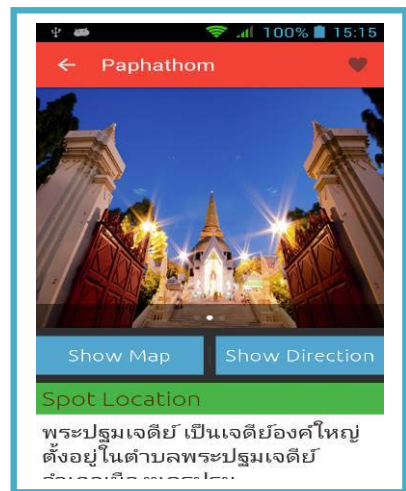 100% 15:15
Paphathom
Show Map
Show Direction
Spot Location
พระปฐมเจดีย์ เป็นเจดีย์องค์ใหญ่
ตั้งอยู่ในตำบลพระปฐมเจดีย์